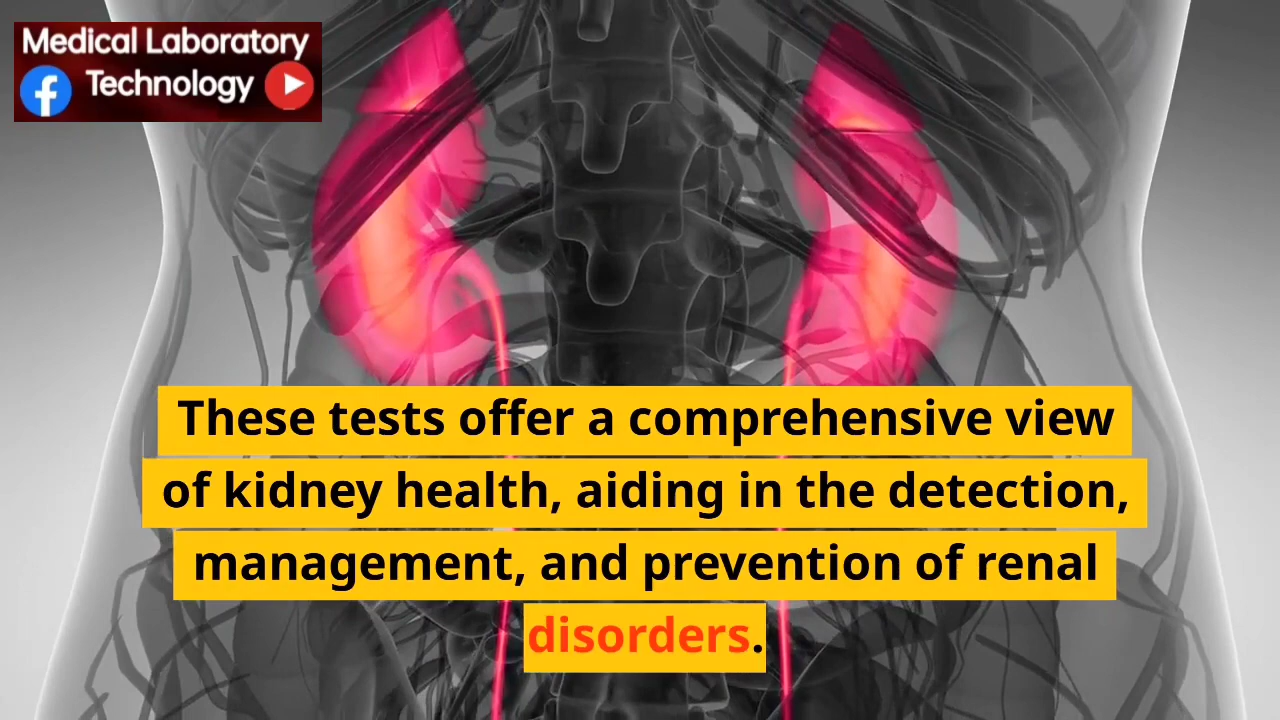 Medical Laboratory
Technology
These tests offer a comprehensive view
of kidney health, aiding in the detection,
management, and prevention of renal
disorders.